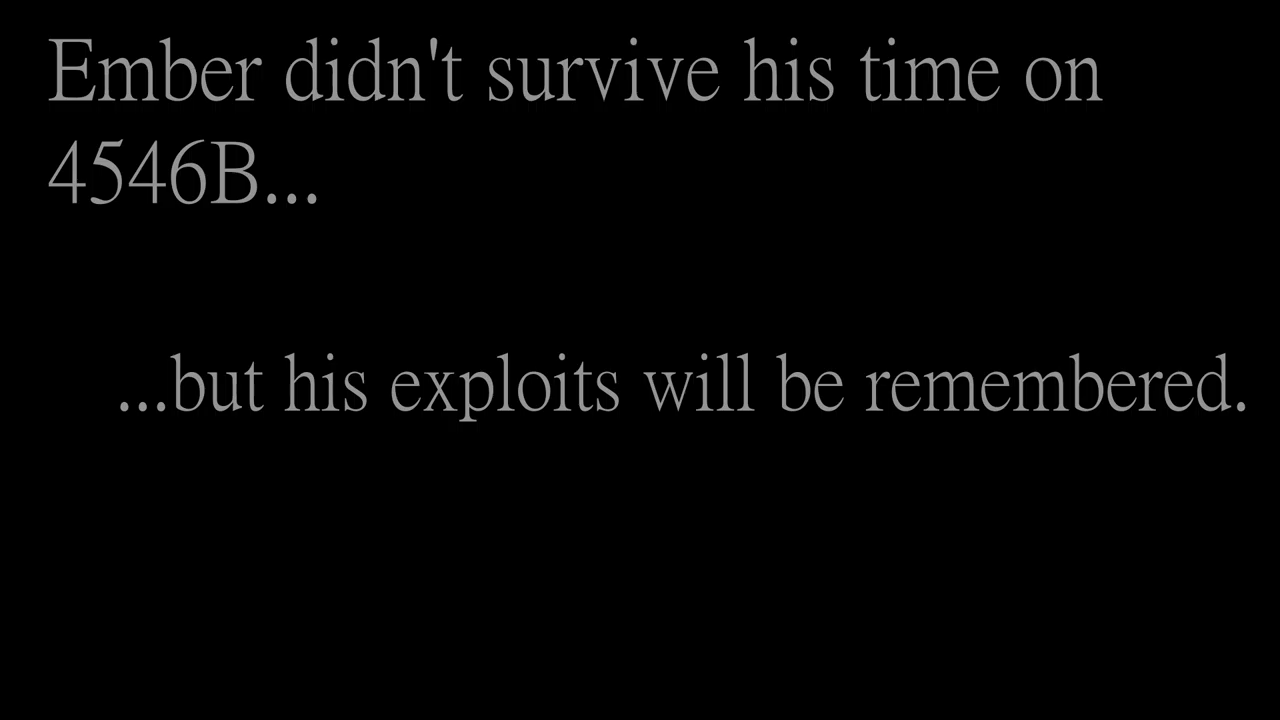 Ember didn't survive his time on
4546B...
...but his exploits will be remembered.